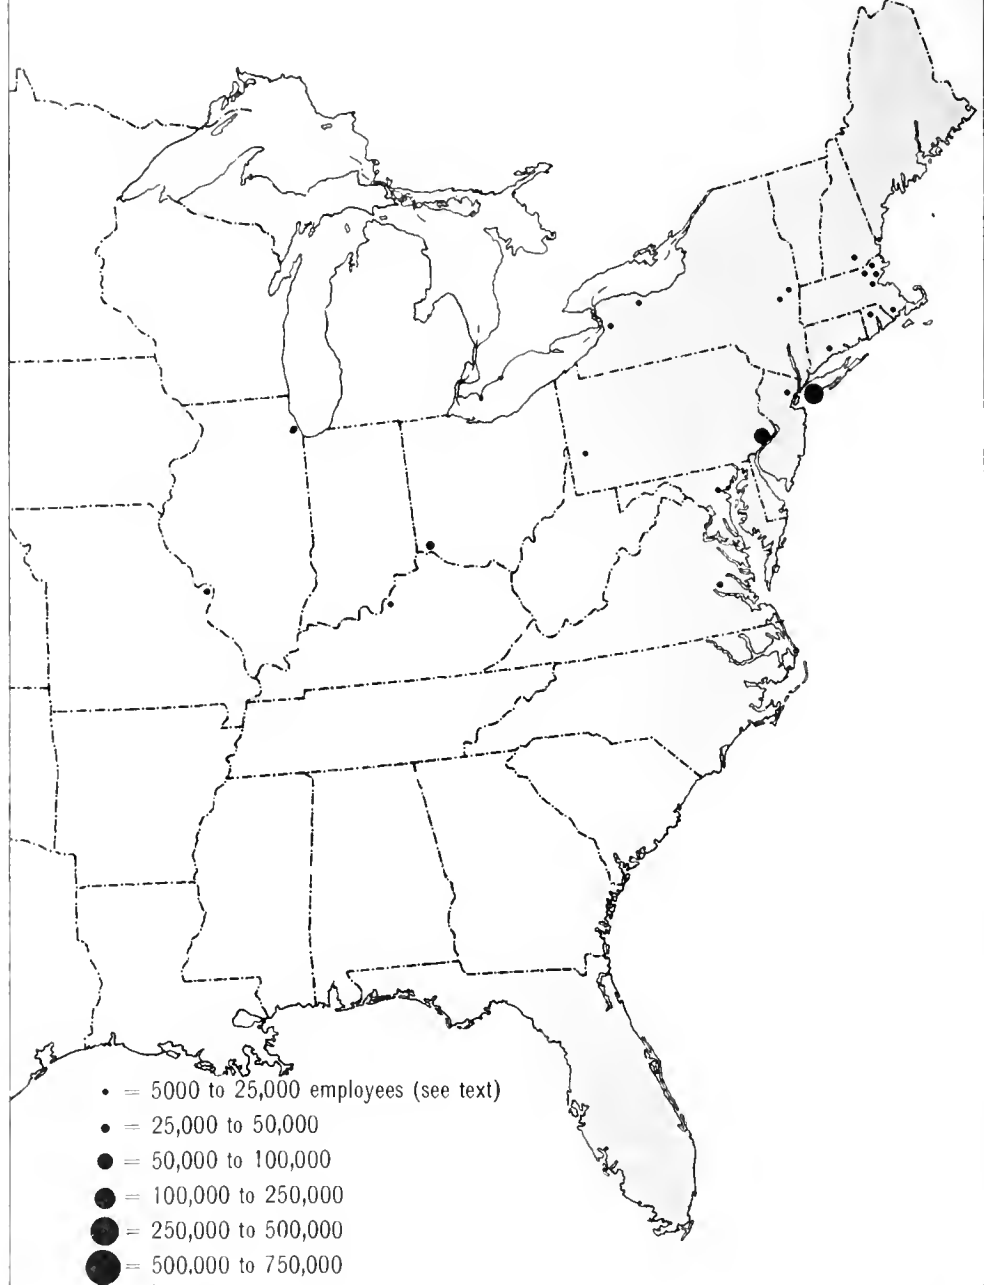 • = 5000 to 25,000 employees (see text)
• = 25,000 to 50,000
● = 50,000 to 100,000
● = 100,000 to 250,000
● = 250,000 to 500,000
● = 500,000 to 750,000